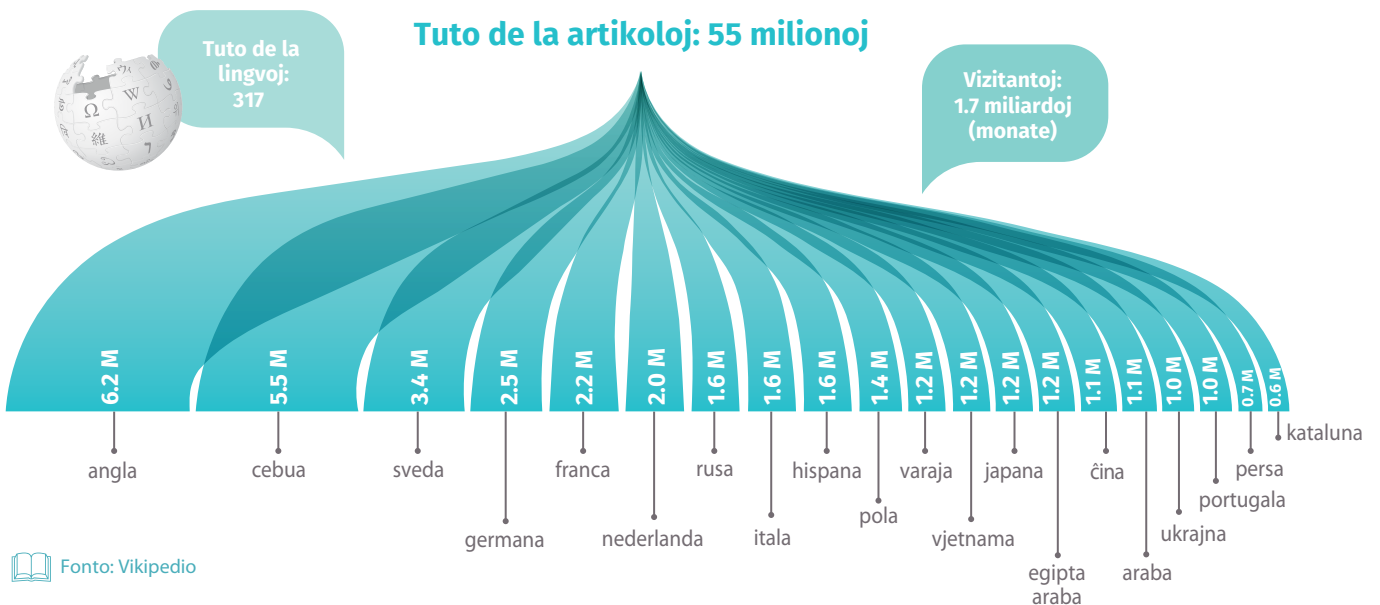 Tuto de la artikoloj: 55 milionoj
Tuto de la
lingvoj:
317
Vizitantoj:
1.7 miliardoj
(monate)
Ω
W
И
維
6.2 M
5.5 M
3.4 M
2.5 M
2.2 M
2.0 M
1.6 M
1.6 M
1.6 M
1.4 M
1.2 M
1.2 M
1.2 M
1.2 M
1.1 M
1.1 M
1.0 M
1.0 M
0.7 M
0.6 M
angla
cebua
sveda
germana
franca
nederlanda
rusa
itala
hispana
pola
varaja
vjetnama
japana
egipta
araba
ĉina
araba
ukrajna
portugala
persa
kataluna
Fonto: Vikipedio